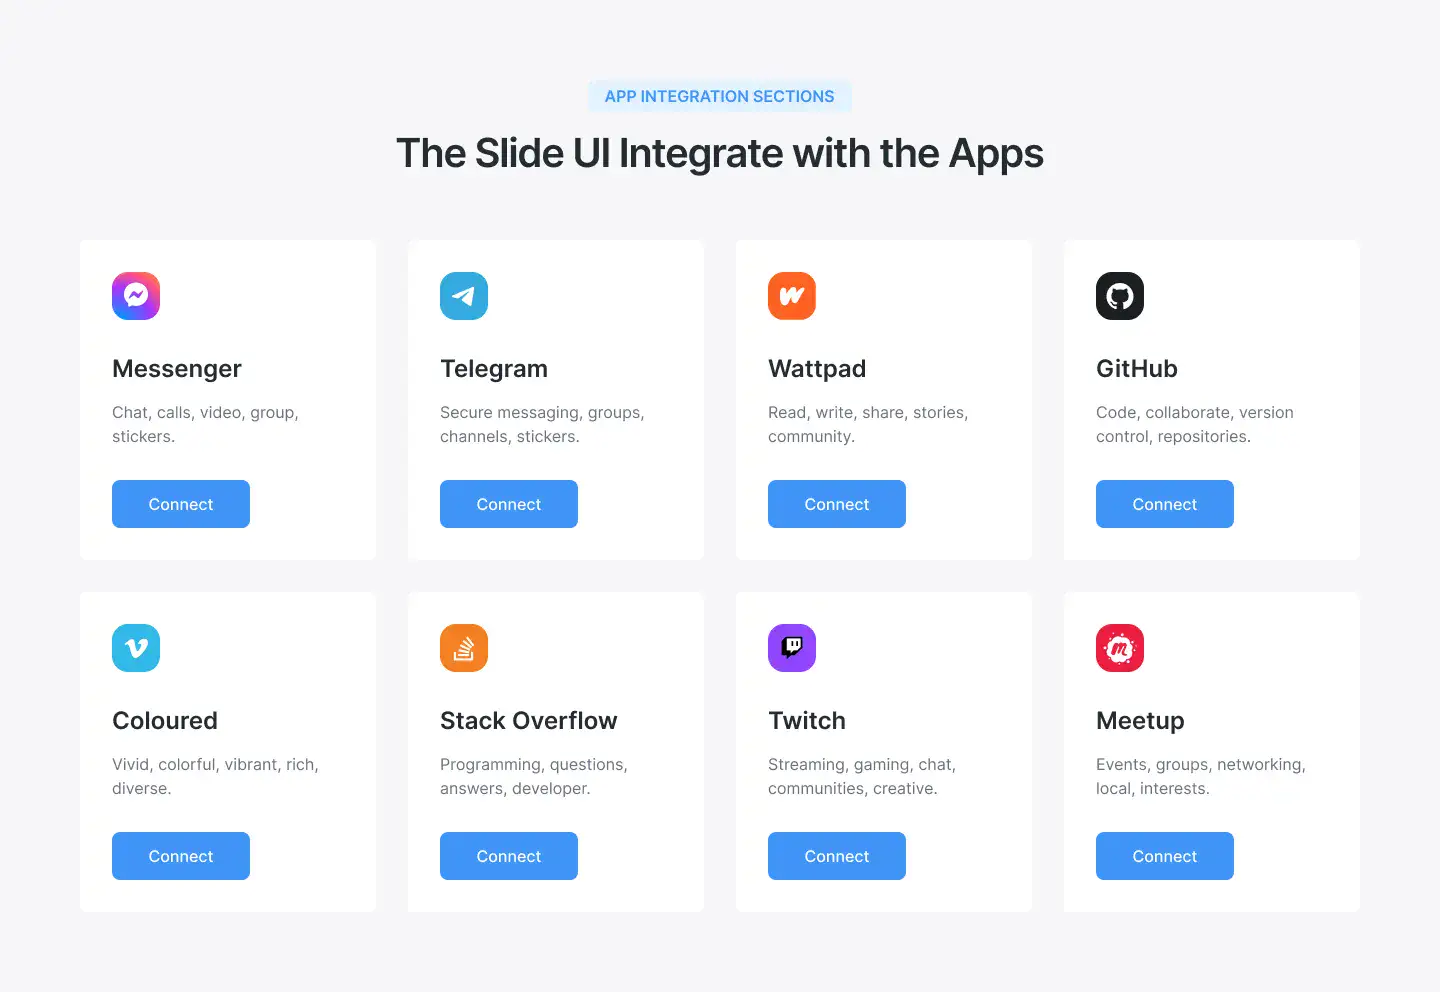 APP INTEGRATION SECTIONS
The Slide UI Integrate with the Apps
Messenger
Chat, calls, video, group,
stickers.
Connect
Telegram
Secure messaging, groups,
channels, stickers.
Connect
Wattpad
Read, write, share, stories,
community.
Connect
GitHub
Code, collaborate, version
control, repositories.
Connect
Coloured
Vivid, colorful, vibrant, rich,
diverse.
Connect
Stack Overflow
Programming, questions,
answers, developer.
Connect
Twitch
Streaming, gaming, chat,
communities, creative.
Connect
Meetup
Events, groups, networking,
local, interests.
Connect